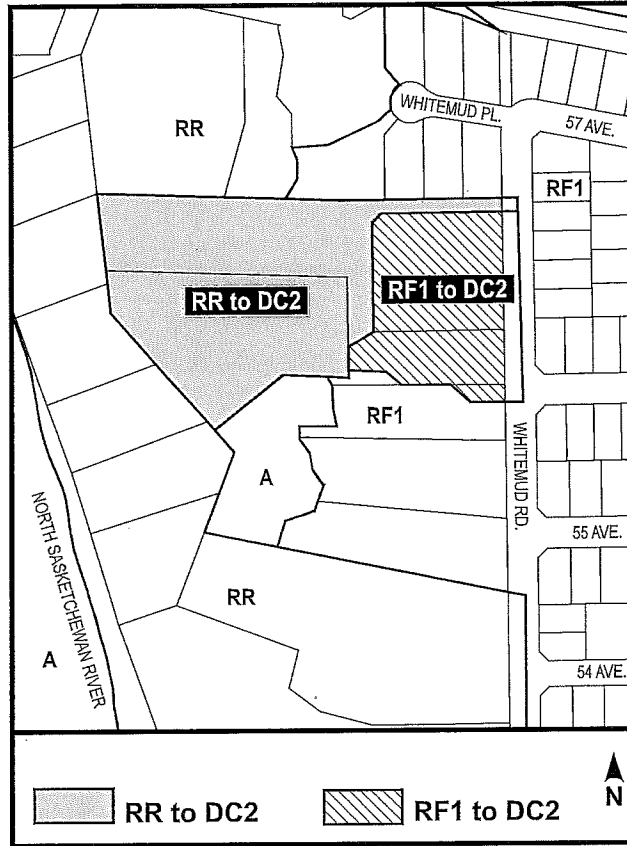 WHITEMUD PL.
57 AVE.
RR
RF1
RR to DC2
RF1 to DC2
RF1
WHITEMUD RD.
A
55 AVE.
NORTH SASKETCHEWAN RIVER
RR
A
54 AVE.
RR to DC2
RF1 to DC2
N